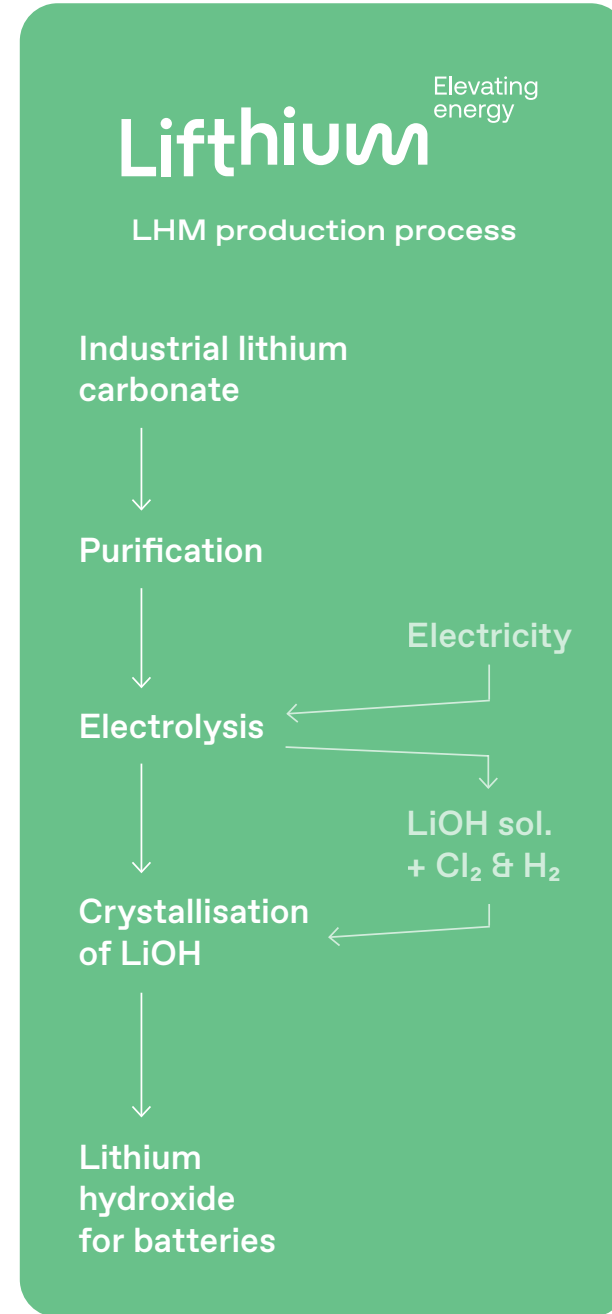 Lifthium
Elevating
energy
LHM production process
Industrial lithium
carbonate
Purification
Electricity
Electrolysis
LiOH sol.
+ Cl₂ & H₂
Crystallisation
of LiOH
Lithium
hydroxide
for batteries